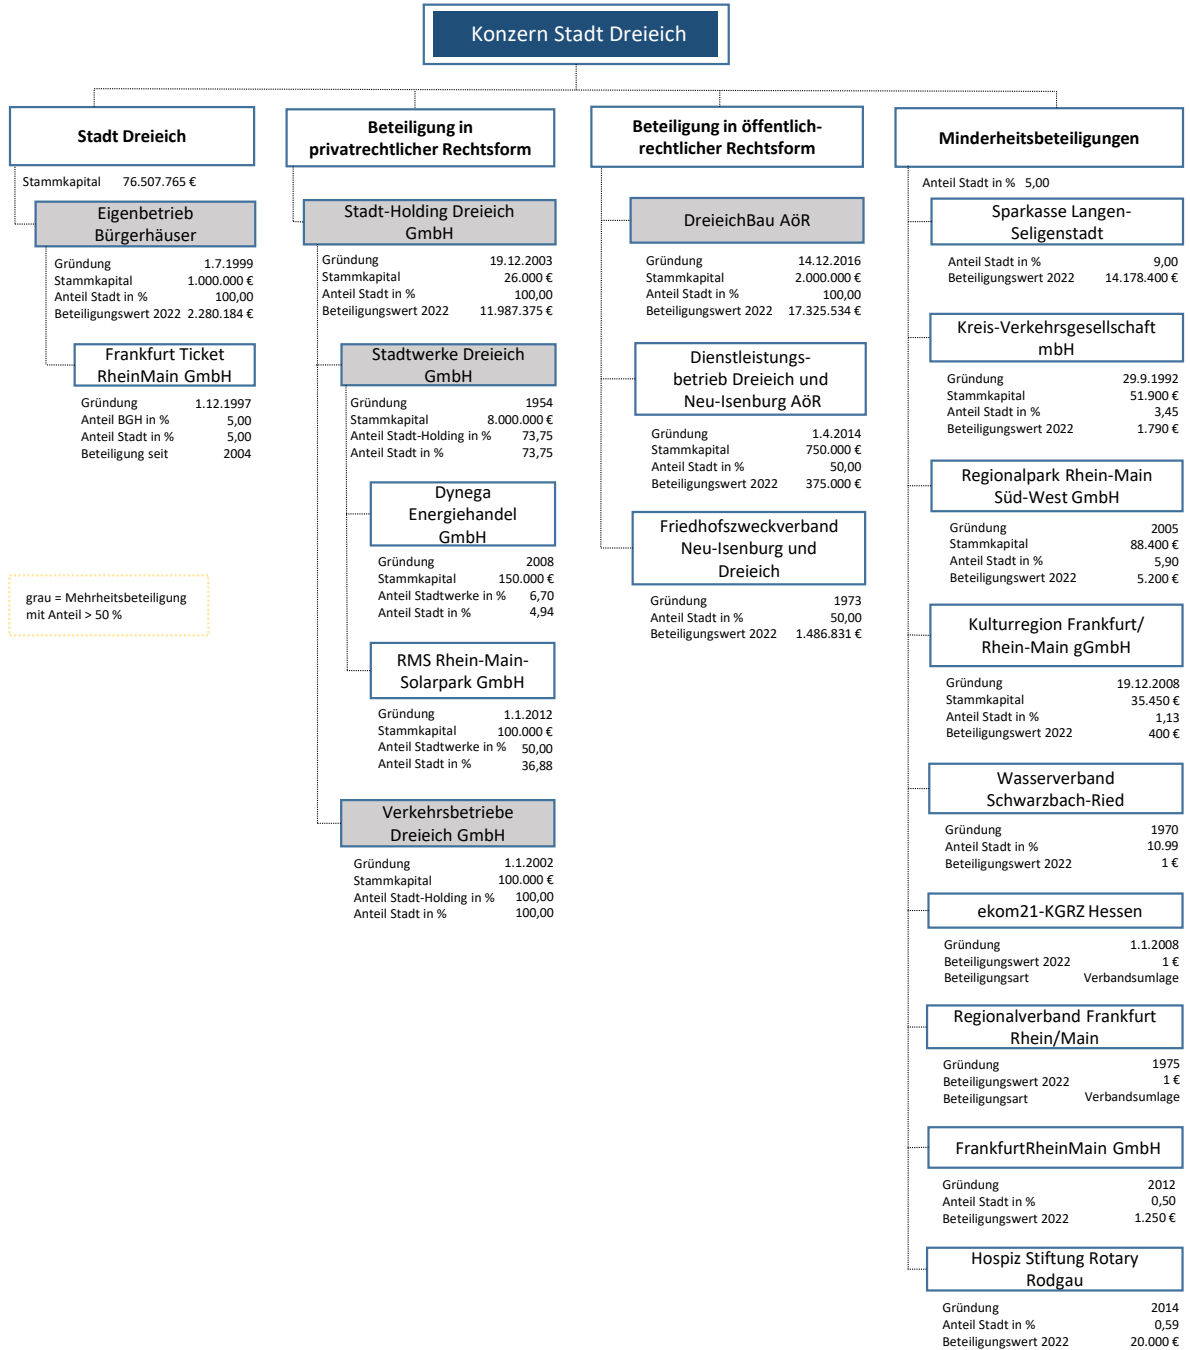 Konzern Stadt Dreieich
Stadt Dreieich
Stammkapital 76.507.765 €
Eigenbetrieb
Bürgerhäuser
Gründung 1.7.1999
Stammkapital 1.000.000 €
Anteil Stadt in % 100,00
Beteiligungswert 2022 2.280.184 €
Frankfurt Ticket
RheinMain GmbH
Gründung 1.12.1997
Anteil BGH in % 5,00
Anteil Stadt in % 5,00
Beteiligung seit 2004
grau = Mehrheitsbeteiligung
mit Anteil > 50 %
Beteiligung in
privatrechtlicher Rechtsform
Stadt-Holding Dreieich
GmbH
Gründung 19.12.2003
Stammkapital 26.000 €
Anteil Stadt in % 100,00
Beteiligungswert 2022 11.987.375 €
Stadtwerke Dreieich
GmbH
Gründung 1954
Stammkapital 8.000.000 €
Anteil Stadt-Holding in % 73,75
Anteil Stadt in % 73,75
Dynega
Energiehandel
GmbH
Gründung 2008
Stammkapital 150.000 €
Anteil Stadtwerke in % 6,70
Anteil Stadt in % 4,94
RMS Rhein-Main-
Solarpark GmbH
Gründung 1.1.2012
Stammkapital 100.000 €
Anteil Stadtwerke in % 50,00
Anteil Stadt in % 36,88
Verkehrsbetriebe
Dreieich GmbH
Gründung 1.1.2002
Stammkapital 100.000 €
Anteil Stadt-Holding in % 100,00
Anteil Stadt in % 100,00
Beteiligung in öffentlich-
rechtlicher Rechtsform
DreieichBau AöR
Gründung 14.12.2016
Stammkapital 2.000.000 €
Anteil Stadt in % 100,00
Beteiligungswert 2022 17.325.534 €
Dienstleistungs-
betrieb Dreieich und
Neu-Isenburg AöR
Gründung 1.4.2014
Stammkapital 750.000 €
Anteil Stadt in % 50,00
Beteiligungswert 2022 375.000 €
Friedhofszweckverband
Neu-Isenburg und
Dreieich
Gründung 1973
Anteil Stadt in % 50,00
Beteiligungswert 2022 1.486.831 €
Minderheitsbeteiligungen
Anteil Stadt in % 5,00
Sparkasse Langen-
Seligenstadt
Anteil Stadt in % 9,00
Beteiligungswert 2022 14.178.400 €
Kreis-Verkehrsgesellschaft
mbH
Gründung 29.9.1992
Stammkapital 51.900 €
Anteil Stadt in % 3,45
Beteiligungswert 2022 1.790 €
Regionalpark Rhein-Main
Süd-West GmbH
Gründung 2005
Stammkapital 88.400 €
Anteil Stadt in % 5,90
Beteiligungswert 2022 5.200 €
Kulturregion Frankfurt/
Rhein-Main gGmbH
Gründung 19.12.2008
Stammkapital 35.450 €
Anteil Stadt in % 1,13
Beteiligungswert 2022 400 €
Wasserverband
Schwarzbach-Ried
Gründung 1970
Anteil Stadt in % 10.99
Beteiligungswert 2022 1 €
ekom21-KGRZ Hessen
Gründung 1.1.2008
Beteiligungswert 2022 1 €
Beteiligungsart Verbandsumlage
Regionalverband Frankfurt
Rhein/Main
Gründung 1975
Beteiligungswert 2022 1 €
Beteiligungsart Verbandsumlage
FrankfurtRheinMain GmbH
Gründung 2012
Anteil Stadt in % 0,50
Beteiligungswert 2022 1.250 €
Hospiz Stiftung Rotary
Rodgau
Gründung 2014
Anteil Stadt in % 0,59
Beteiligungswert 2022 20.000 €